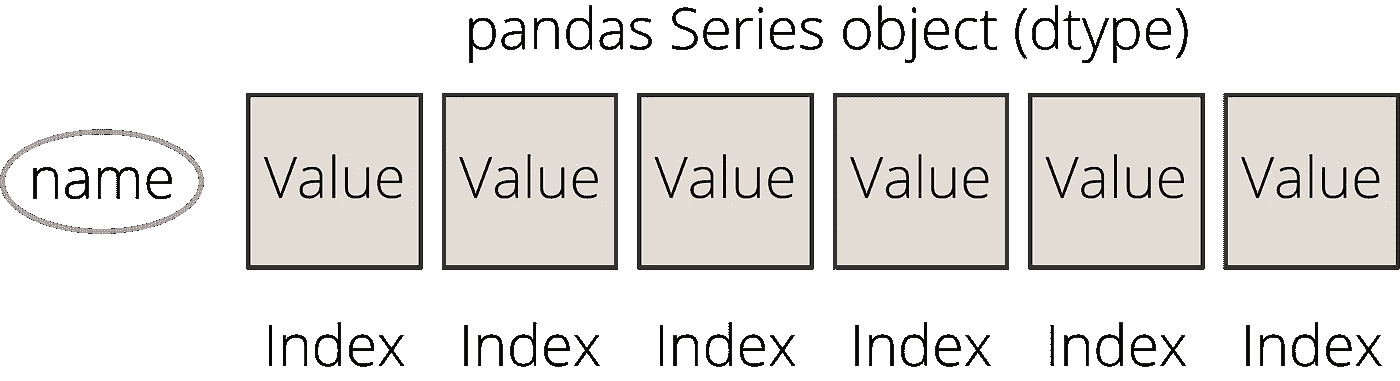 pandas Series object (dtype)
name Value Value Value Value Value Value
Index Index Index Index Index Index